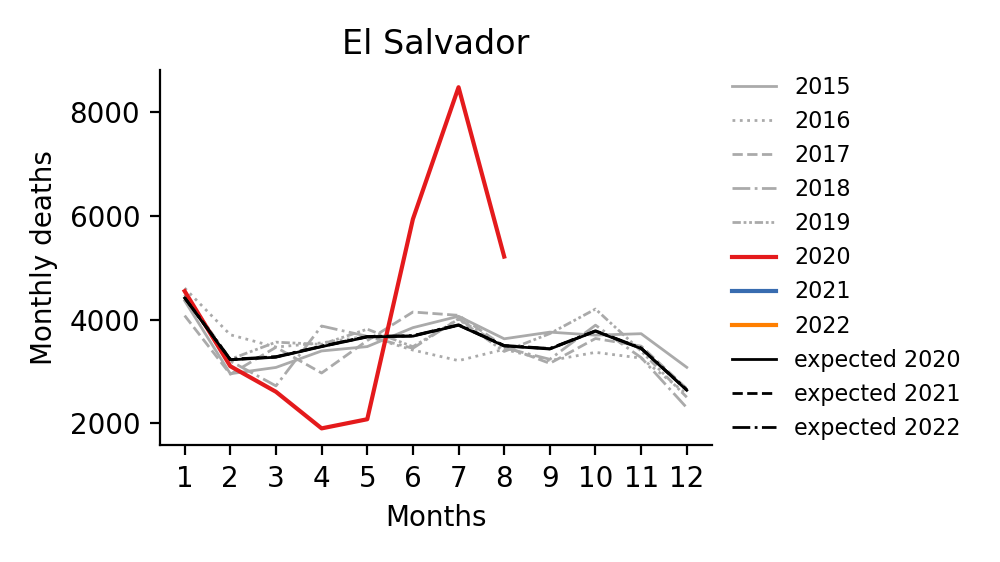 El Salvador
Monthly deaths
8000
6000
4000
2000
1 2 3 4 5 6 7 8 9 10 11 12
Months
2015
2016
2017
2018
2019
2020
2021
2022
expected 2020
expected 2021
expected 2022